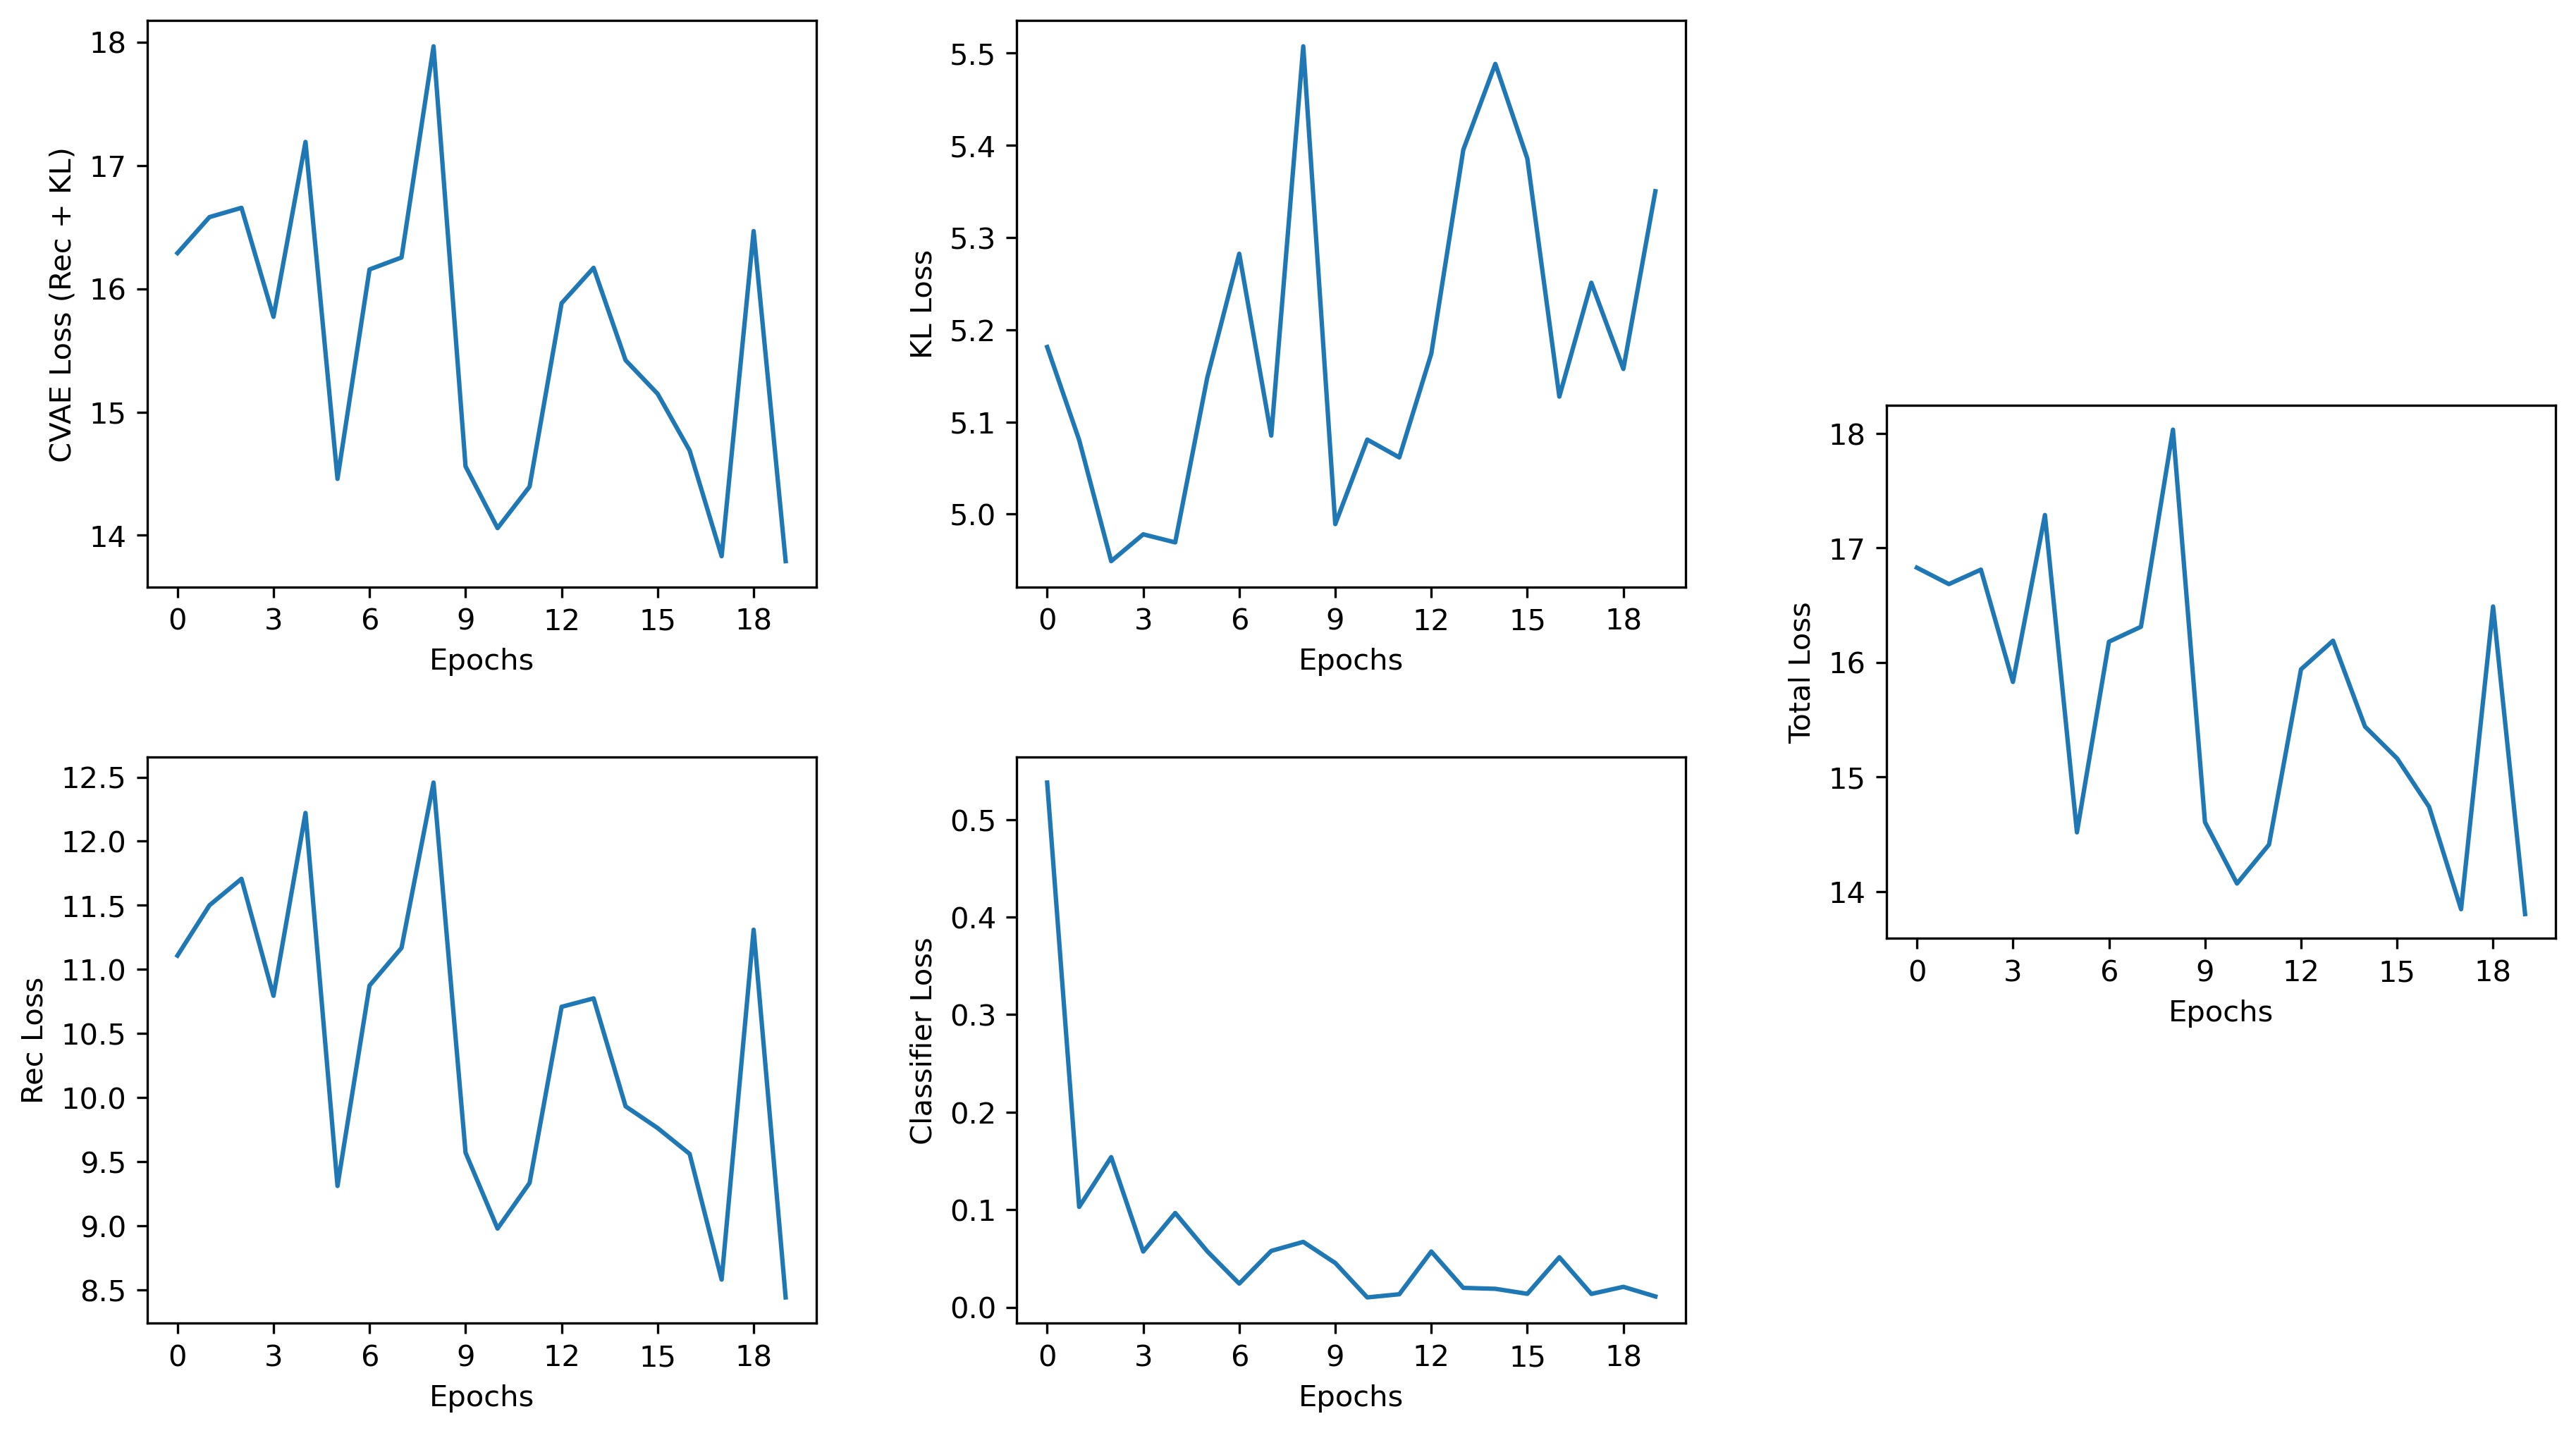 CVAE Loss (Rec + KL)
18
17
16
15
14
0 3 6 9 12 15 18
Epochs
KL Loss
5.5
5.4
5.3
5.2
5.1
5.0
0 3 6 9 12 15 18
Epochs
Rec Loss
12.5
12.0
11.5
11.0
10.5
10.0
9.5
9.0
8.5
0 3 6 9 12 15 18
Epochs
Classifier Loss
0.5
0.4
0.3
0.2
0.1
0.0
0 3 6 9 12 15 18
Epochs
Total Loss
18
17
16
15
14
0 3 6 9 12 15 18
Epochs